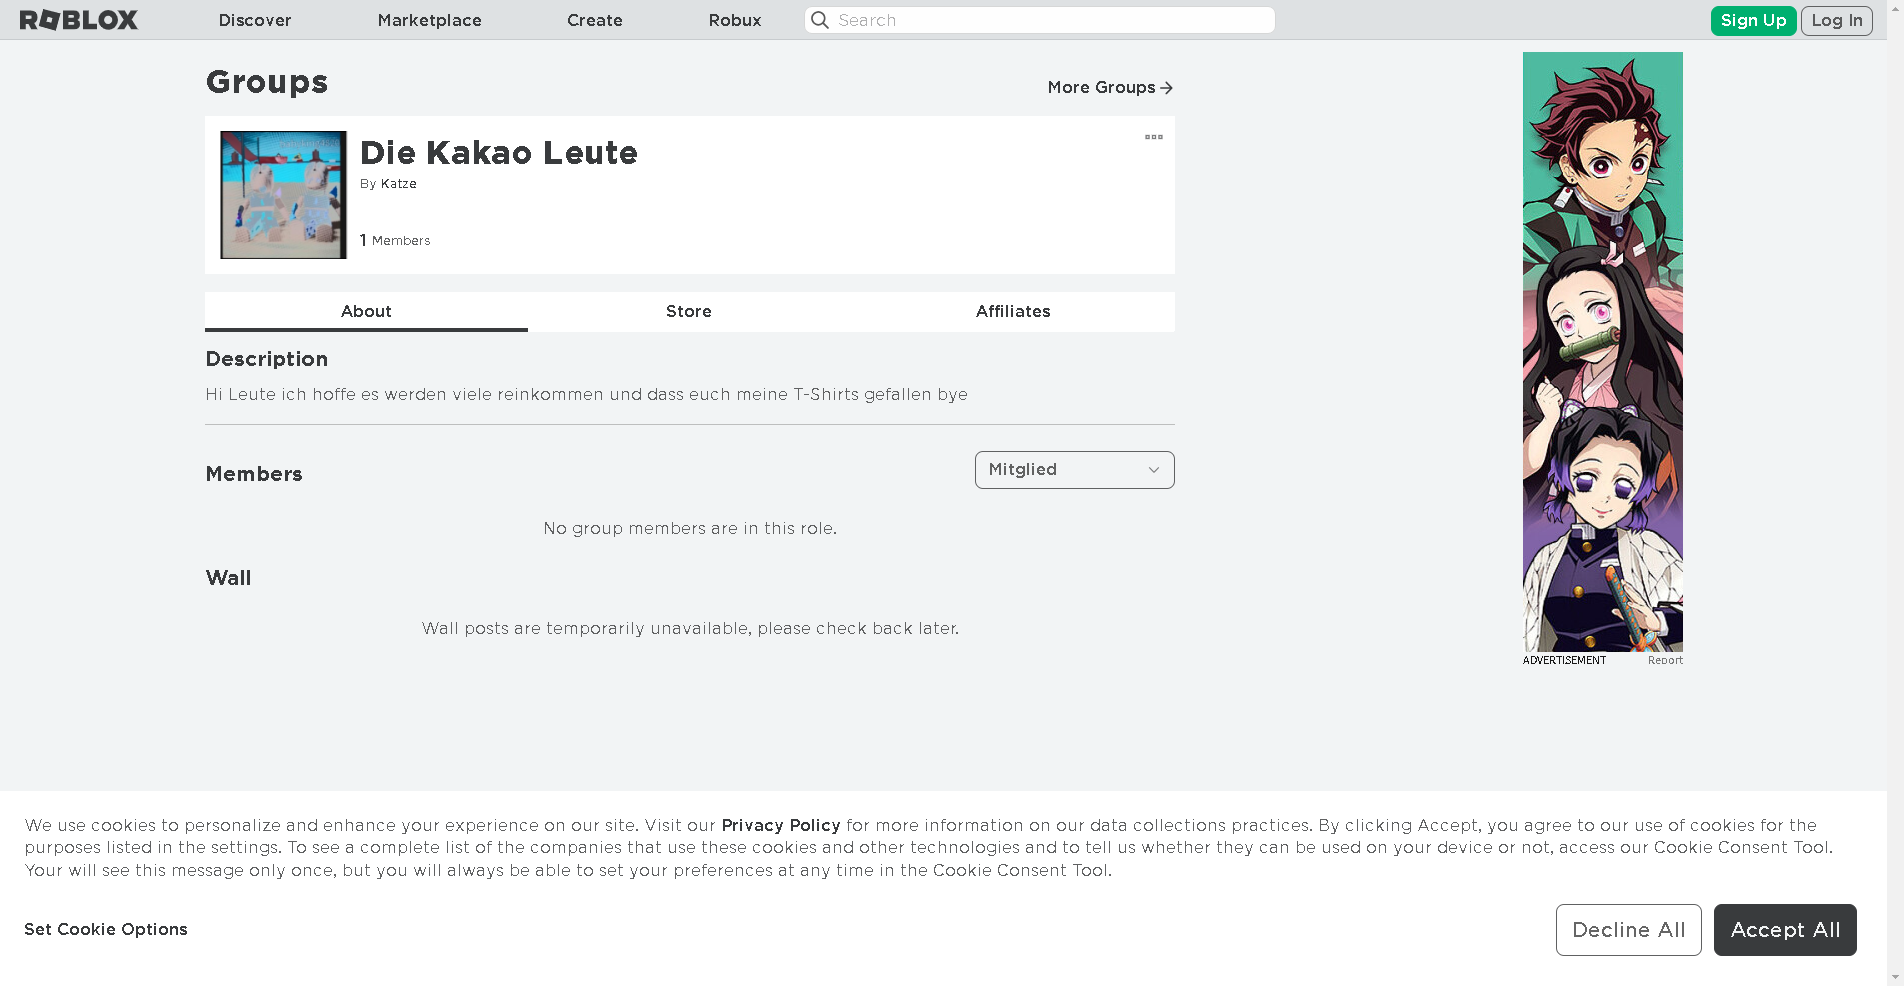 ROBLOX
Discover
Marketplace
Create
Robux
Search
Sign Up
Log In
Groups
More Groups
Die Kakao Leute
By Katze
1 Members
About
Store
Affiliates
Description
Hi Leute ich hoffe es werden viele reinkommen und dass euch meine T-Shirts gefallen bye
Members
Mitglied
No group members are in this role.
Wall
Wall posts are temporarily unavailable, please check back later.
ADVERTISEMENT
Report
We use cookies to personalize and enhance your experience on our site. Visit our Privacy Policy for more information on our data collections practices. By clicking Accept, you agree to our use of cookies for the
purposes listed in the settings. To see a complete list of the companies that use these cookies and other technologies and to tell us whether they can be used on your device or not, access our Cookie Consent Tool.
Your will see this message only once, but you will always be able to set your preferences at any time in the Cookie Consent Tool.
Set Cookie Options
Decline All
Accept All